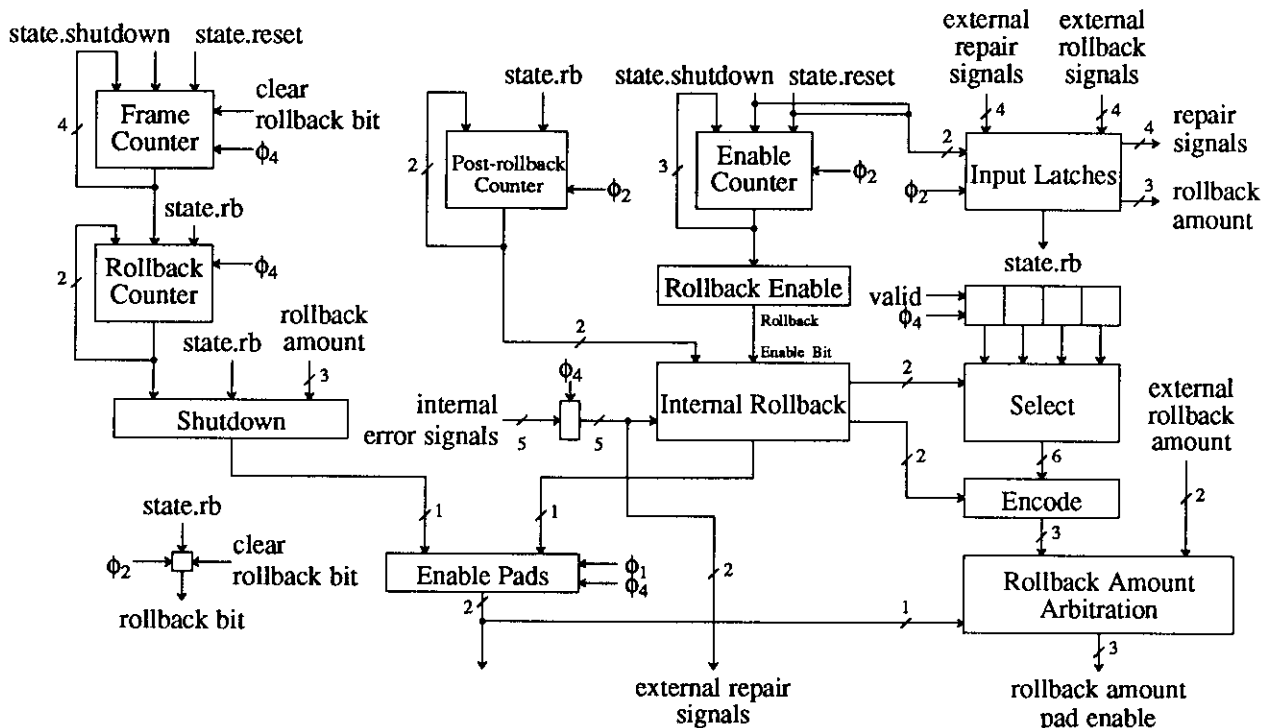 state.shutdown
state.reset
4
Frame
Counter
clear
rollback bit
ϕ4
state.rb
2
Rollback
Counter
ϕ4
state.rb
rollback
amount
3
Shutdown
1
state.rb
ϕ2
clear
rollback bit
rollback bit
state.rb
2
Post-rollback
Counter
ϕ2
2
state.shutdown
state.reset
3
Enable
Counter
ϕ2
Rollback Enable
Rollback
Enable Bit
internal
error signals
5
ϕ4
5
Internal Rollback
2
2
1
Enable Pads
ϕ1
ϕ4
2
2
external repair
signals
external
repair
signals
4
external
rollback
signals
4
2
ϕ2
Input Latches
4
repair
signals
3
rollback
amount
state.rb
valid
ϕ4
Select
6
Encode
3
external
rollback
amount
2
1
Rollback Amount
Arbitration
3
rollback amount
pad enable